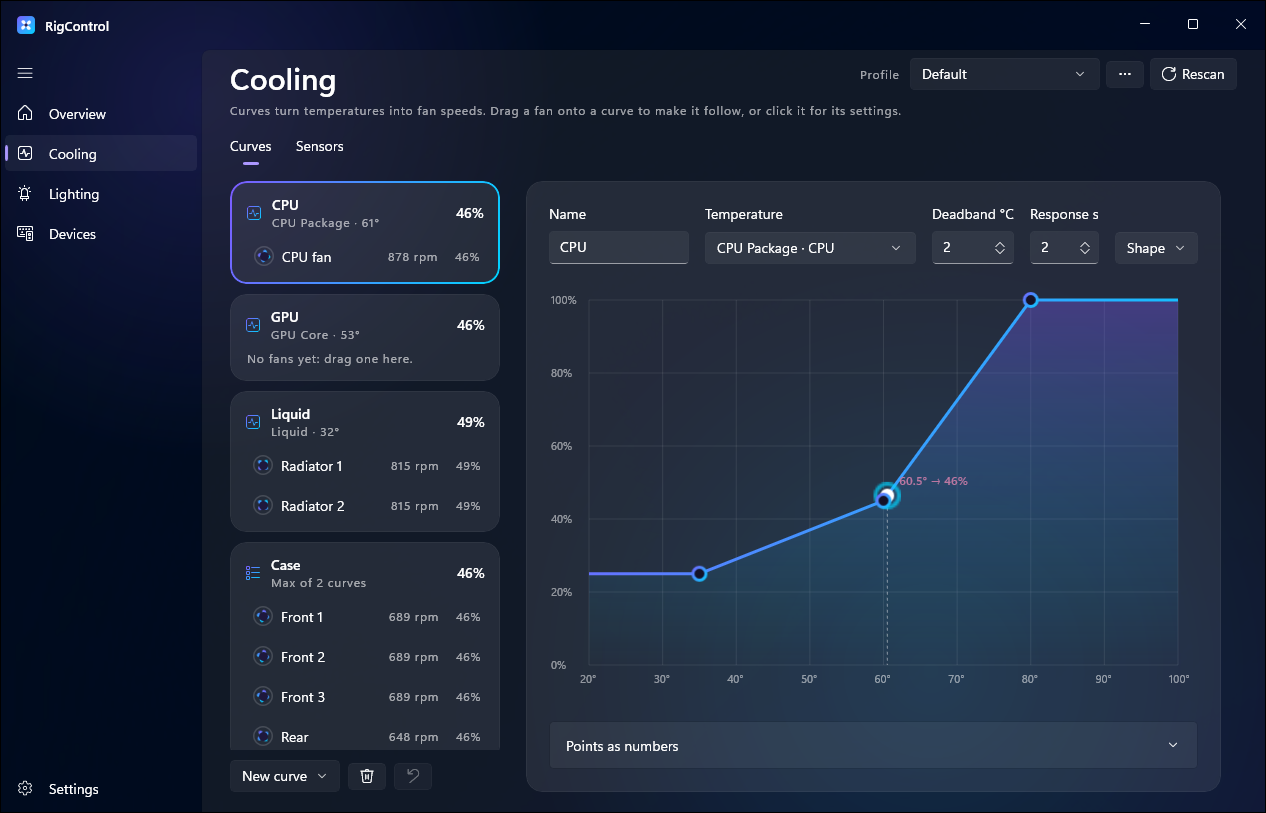 RigControl
Overview
Cooling
Lighting
Devices
Settings
Cooling
Profile
Default
Rescan
Curves turn temperatures into fan speeds. Drag a fan onto a curve to make it follow, or click it for its settings.
Curves Sensors
CPU
CPU Package · 61°
46%
CPU fan 878 rpm 46%
GPU
GPU Core · 53°
46%
No fans yet: drag one here.
Liquid
Liquid · 32°
49%
Radiator 1 815 rpm 49%
Radiator 2 815 rpm 49%
Case
Max of 2 curves
46%
Front 1 689 rpm 46%
Front 2 689 rpm 46%
Front 3 689 rpm 46%
Rear 648 rpm 46%
New curve
Name Temperature Deadband °C Response s
CPU CPU Package · CPU 2 2 Shape
100%
80%
60%
60.5° → 46%
40%
20%
0%
20° 30° 40° 50° 60° 70° 80° 90° 100°
Points as numbers